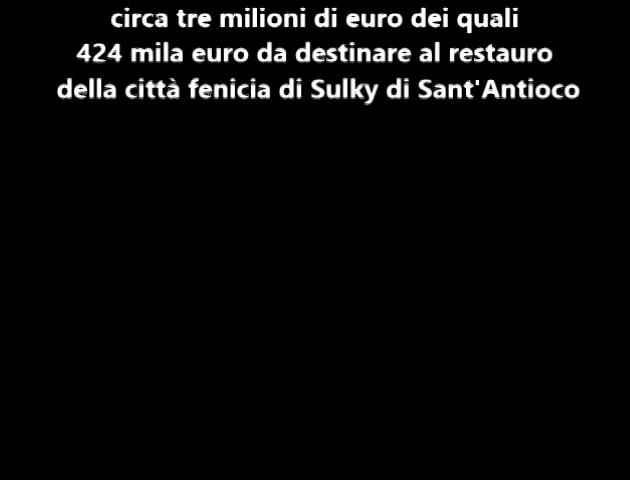 circa tre milioni di euro dei quali
424 mila euro da destinare al restauro
della città fenicia di Sulky di Sant'Antioco